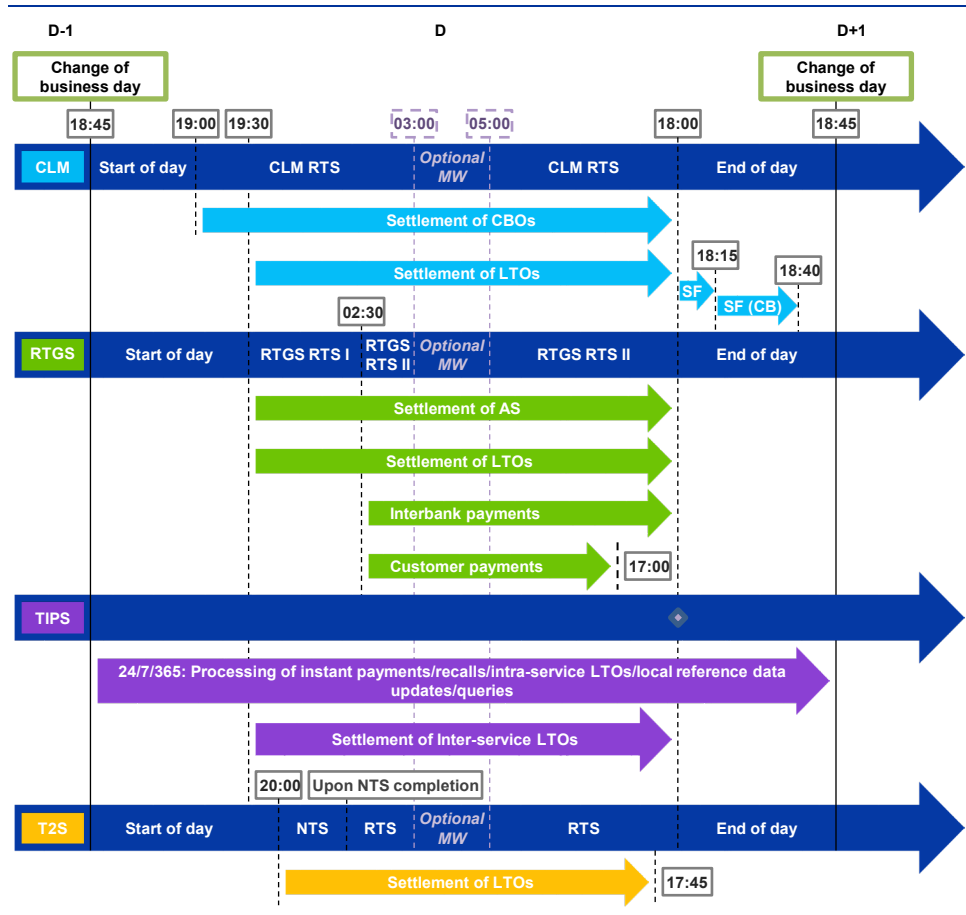 D-1
D
D+1
Change of
business day
Change of
business day
18:45
19:00
19:30
03:00
05:00
18:00
18:45
CLM
Start of day
CLM RTS
Optional
MW
CLM RTS
End of day
Settlement of CBOs
Settlement of LTOs
18:15
18:40
SF
SF (CB)
02:30
RTGS
Start of day
RTGS RTS I
RTGS
RTS II
Optional
MW
RTGS RTS II
End of day
Settlement of AS
Settlement of LTOs
Interbank payments
Customer payments
17:00
TIPS
24/7/365: Processing of instant payments/recalls/intra-service LTOs/local reference data
updates/queries
Settlement of Inter-service LTOs
20:00
Upon NTS completion
T2S
Start of day
NTS
RTS
Optional
MW
RTS
End of day
Settlement of LTOs
17:45